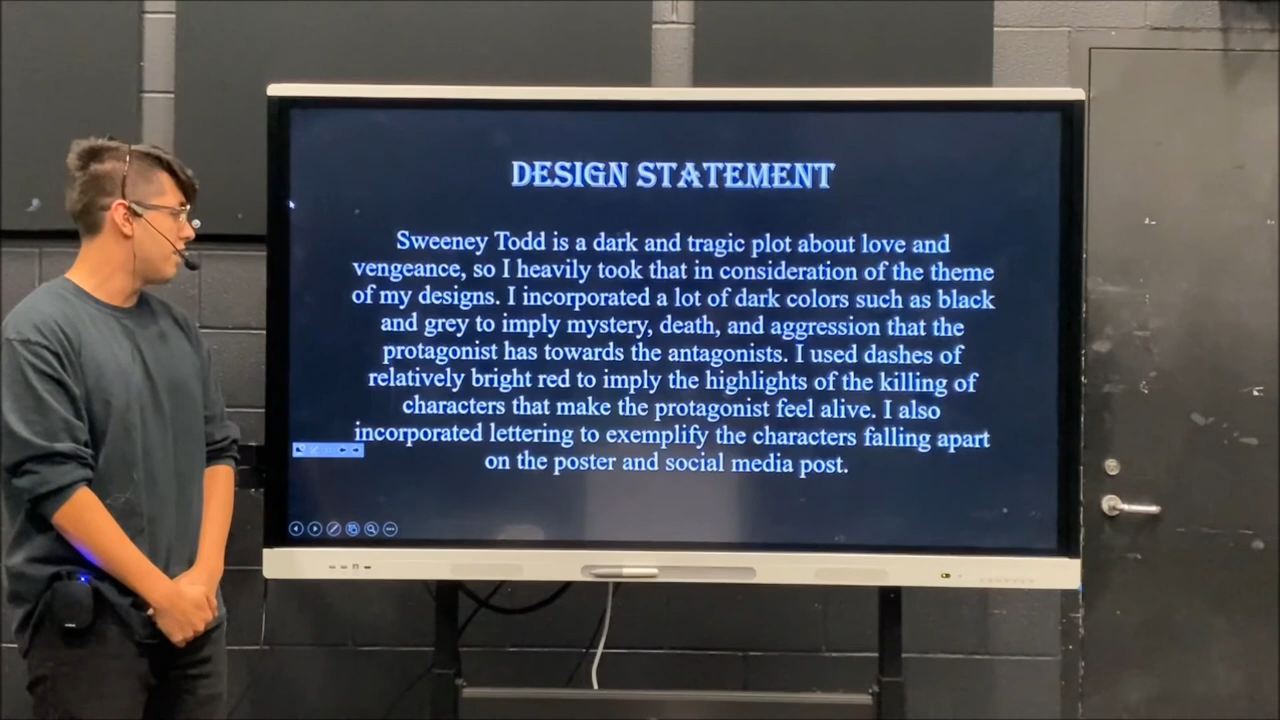 DESIGN STATEMENT
Sweeney Todd is a dark and tragic plot about love and
vengeance, so I heavily took that in consideration of the theme
of my designs. I incorporated a lot of dark colors such as black
and grey to imply mystery, death, and aggression that the
protagonist has towards the antagonists. I used dashes of
relatively bright red to imply the highlights of the killing of
characters that make the protagonist feel alive. I also
incorporated lettering to exemplify the characters falling apart
on the poster and social media post.